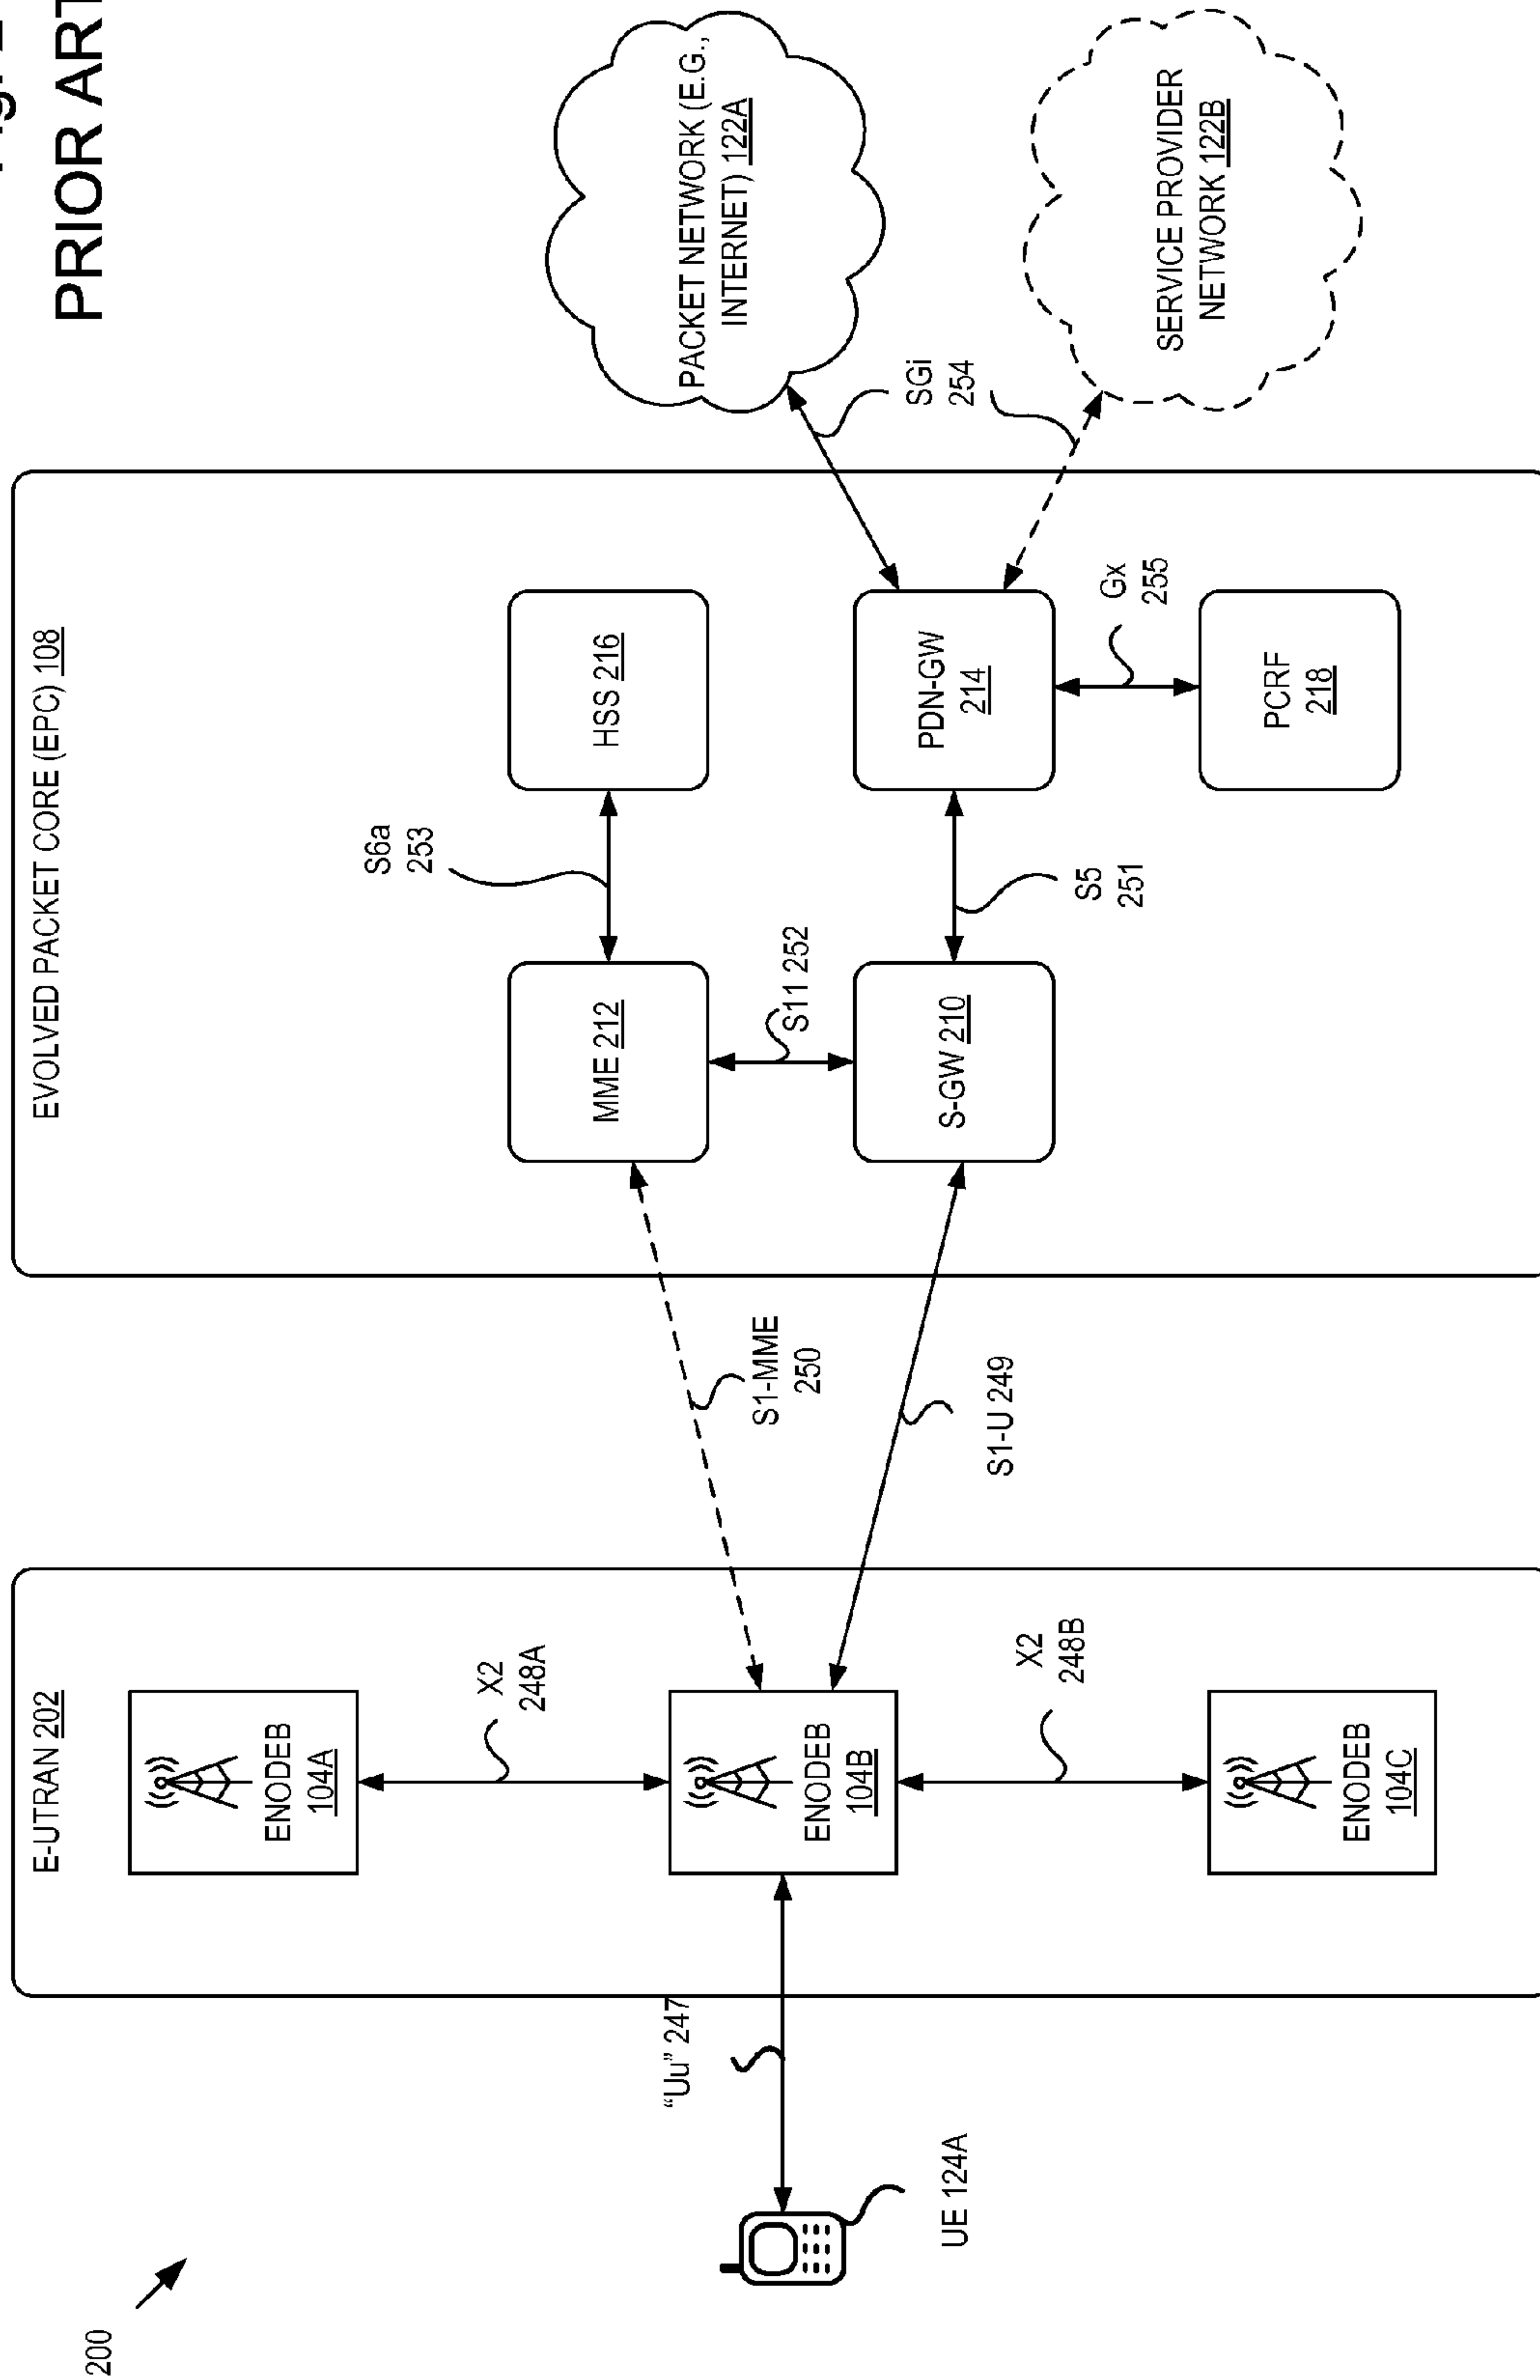 PRIOR ART
200
UE 124A
“Uu” 247
E-UTRAN 202
ENODEB
104A
X2
248A
ENODEB
104B
X2
248B
ENODEB
104C
S1-MME
250
S1-U 249
EVOLVED PACKET CORE (EPC) 108
MME 212
S6a
253
HSS 216
S11 252
S-GW 210
S5
251
PDN-GW
214
Gx
255
PCRF
218
SGi
254
PACKET NETWORK (E.G.,
INTERNET) 122A
SERVICE PROVIDER
NETWORK 122B